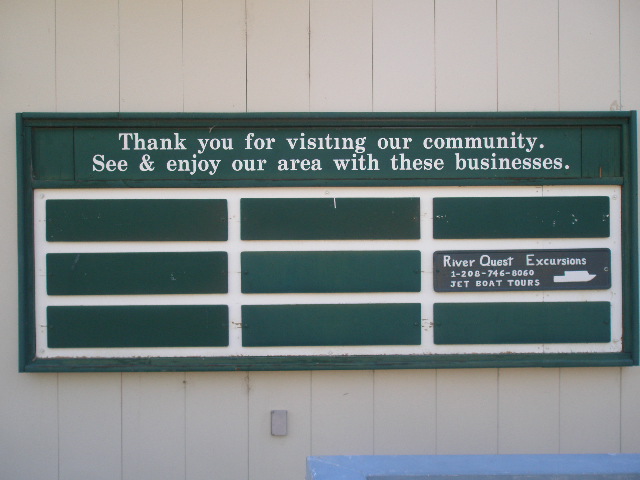 Thank you for visiting our community.
See & enjoy our area with these businesses.
River Quest Excursions
1-208-746-8060
JET BOAT TOURS